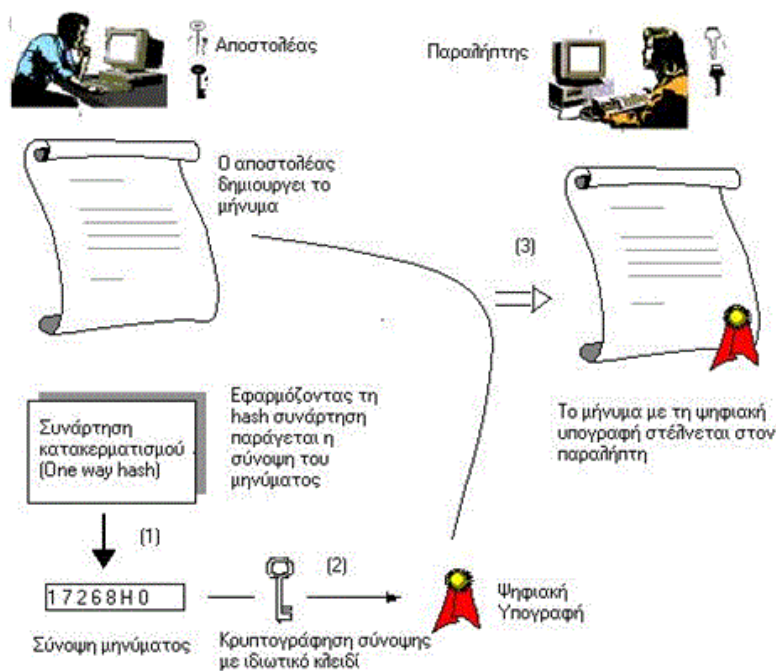 Αποστολέας
Παραλήπτης
Ο αποστολέας
δημιουργει το
μήνυμα
(3)
Συνάρτηση
κατακερματισμού
(One way hash)
Εφαρμόζοντας τη
hash συνάρτηση
παράγεται η
σύνοψη του
μηνύματος
Το μήνυμα με τη ψηφιακή
υπογραφή στέλνεται στον
παραλήπτη
(1)
17268H0
(2)
Ψηφιακή
Υπογραφή
Σύνοψη μηνύματος
Κρυπτογράφηση σύνοψης
με ιδιωτικό κλειδί